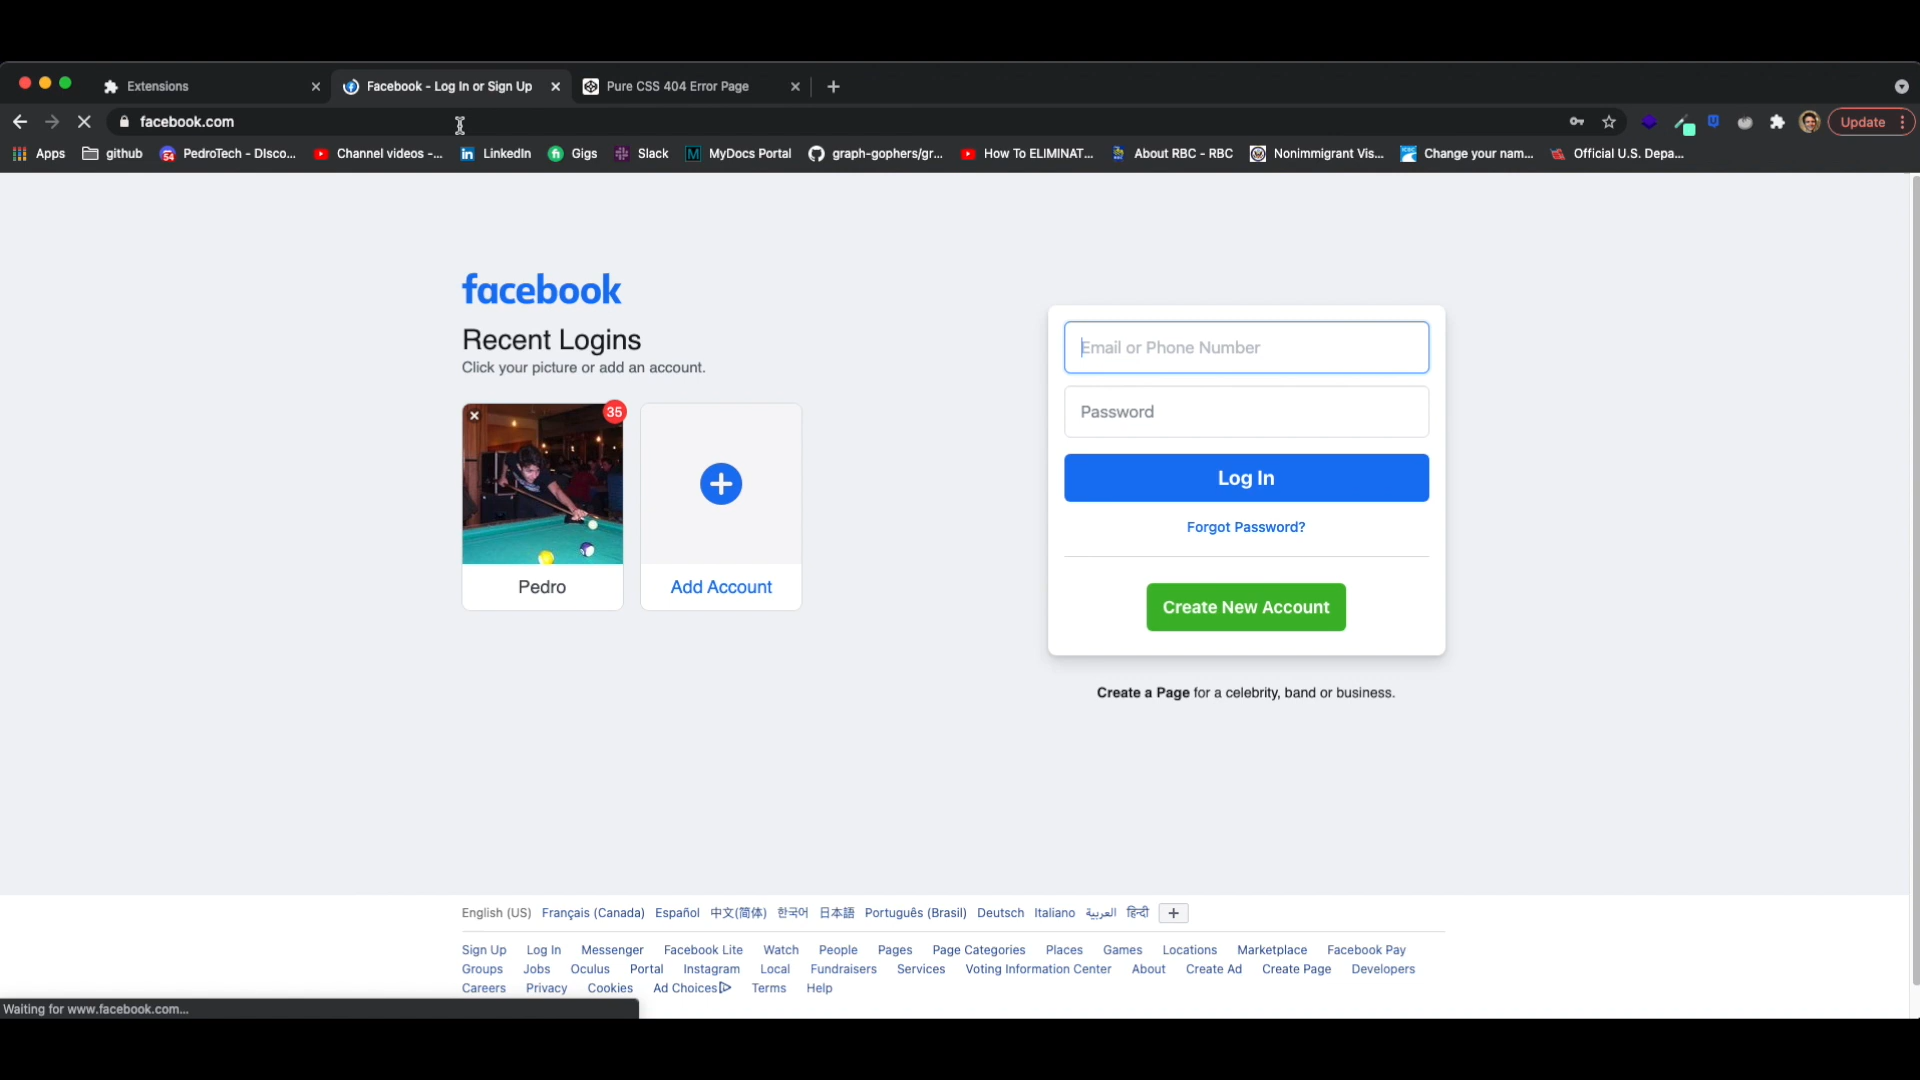 Extensions
Facebook - Log In or Sign Up
Pure CSS 404 Error Page
facebook.com
Update
Apps
github
PedroTech - DIsco...
Channel videos -...
LinkedIn
Gigs
Slack
MyDocs Portal
graph-gophers/gr...
How To ELIMINAT...
About RBC - RBC
Nonimmigrant Vis...
Change your nam...
Official U.S. Depa...
facebook
Recent Logins
Click your picture or add an account.
35
Pedro
Add Account
Email or Phone Number
Password
Log In
Forgot Password?
Create New Account
Create a Page for a celebrity, band or business.
English (US) Français (Canada) Español 中文(简体) 한국어 日本語 Português (Brasil) Deutsch Italiano العربية हिन्दी +
Sign Up Log In Messenger Facebook Lite Watch People Pages Page Categories Places Games Locations Marketplace Facebook Pay
Groups Jobs Oculus Portal Instagram Local Fundraisers Services Voting Information Center About Create Ad Create Page Developers
Careers Privacy Cookies Ad Choices Terms Help
Waiting for www.facebook.com...